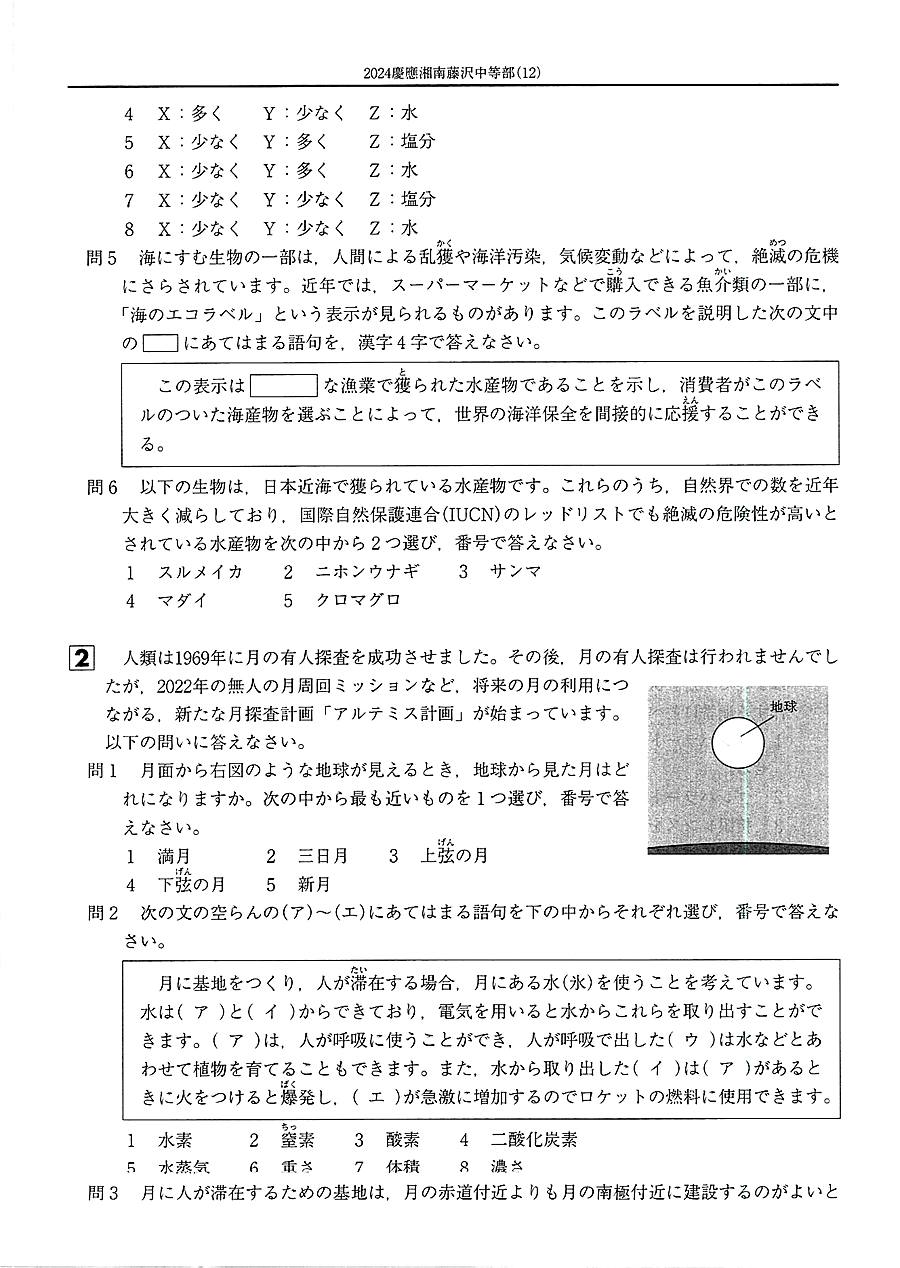 2024慶應湘南藤沢中等部(12)
4 X：多く Y：少なく Z：水
5 X：少なく Y：多く Z：塩分
6 X：少なく Y：多く Z：水
7 X：少なく Y：少なく Z：塩分
8 X：少なく Y：少なく Z：水
問5 海にすむ生物の一部は，人間による乱獲や海洋汚染，気候変動などによって，絶滅の危機
にさらされています。近年では，スーパーマーケットなどで購入できる魚介類の一部に，
「海のエコラベル」という表示が見られるものがあります。このラベルを説明した次の文中
の□にあてはまる語句を，漢字4字で答えなさい。
この表示は□な漁業で獲られた水産物であることを示し，消費者がこのラベ
ルのついた海産物を選ぶことによって，世界の海洋保全を間接的に応援することができ
る。
問6 以下の生物は，日本近海で獲られている水産物です。これらのうち，自然界での数を近年
大きく減らしており，国際自然保護連合(IUCN)のレッドリストでも絶滅の危険性が高いと
されている水産物を次の中から2つ選び，番号で答えなさい。
1 スルメイカ 2 ニホンウナギ 3 サンマ
4 マダイ 5 クロマグロ
2 人類は1969年に月の有人探査を成功させました。その後，月の有人探査は行われませんでし
たが，2022年の無人の月周回ミッションなど，将来の月の利用につ
ながる，新たな月探査計画「アルテミス計画」が始まっています。
以下の問いに答えなさい。
地球
問1 月面から右図のような地球が見えるとき，地球から見た月はど
れになりますか。次の中から最も近いものを1つ選び，番号で答
えなさい。
1 満月 2 三日月 3 上弦の月
4 下弦の月 5 新月
問2 次の文の空らんの(ア)～(エ)にあてはまる語句を下の中からそれぞれ選び，番号で答えな
さい。
月に基地をつくり，人が滞在する場合，月にある水(氷)を使うことを考えています。
水は( ア )と( イ )からできており，電気を用いると水からこれらを取り出すことがで
きます。( ア )は，人が呼吸に使うことができ，人が呼吸で出した( ウ )は水などとあ
わせて植物を育てることもできます。また，水から取り出した( イ )は( ア )があると
きに火をつけると爆発し，( エ )が急激に増加するのでロケットの燃料に使用できます。
1 水素 2 窒素 3 酸素 4 二酸化炭素
5 水蒸気 6 重さ 7 体積 8 濃さ
問3 月に人が滞在するための基地は，月の赤道付近よりも月の南極付近に建設するのがよいと